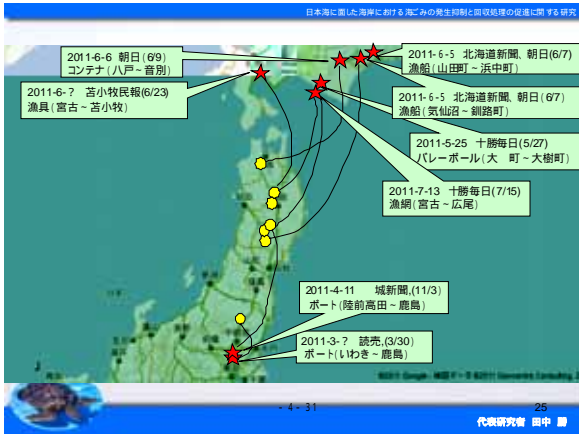 日本海に面した海岸における海ごみの発生抑制と回収処理の促進に関する研究
2011-6-6 朝日(6/9)
コンテナ(八戸~音別)
2011-6-? 苫小牧民報(6/23)
漁具(宮古~苫小牧)
2011-6-5 北海道新聞、朝日(6/7)
漁船(山田町~浜中町)
2011-6-5 北海道新聞、朝日(6/7)
漁船(気仙沼~釧路町)
2011-5-25 十勝毎日(5/27)
バレーボール(大 町~大樹町)
2011-7-13 十勝毎日(7/15)
漁網(宮古~広尾)
2011-4-11 城新聞,(11/3)
ボート(陸前高田~鹿島)
2011-3-? 読売,(3/30)
ボート(いわき~鹿島)
- 4 - 31
25
代表研究者 田中 勝